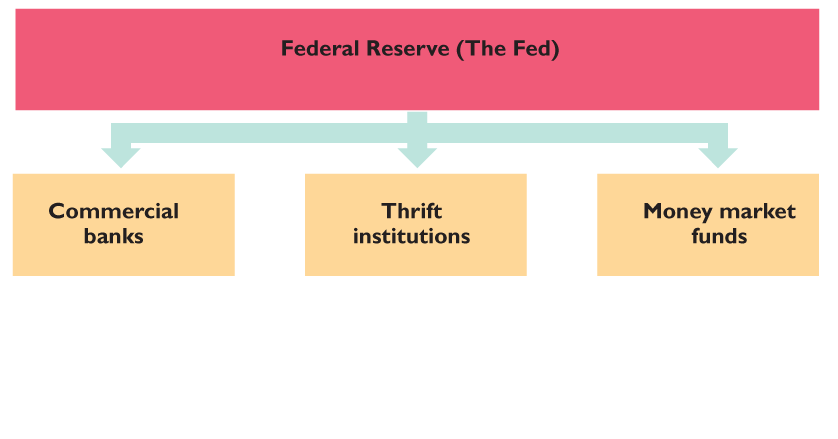 Federal Reserve (The Fed)
Commercial
banks
Thrift
institutions
Money market
funds